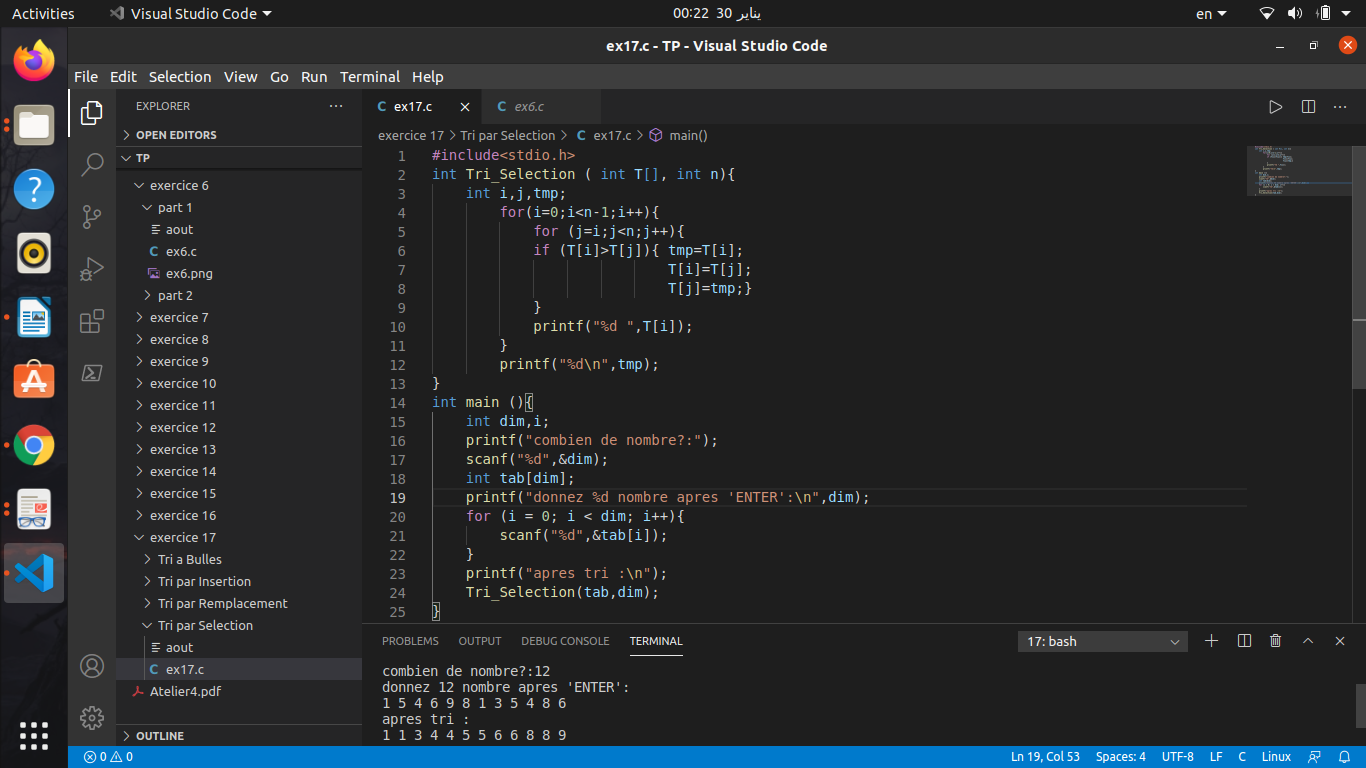 Activities Visual Studio Code 00:22 30 يناير en
ex17.c - TP - Visual Studio Code
File Edit Selection View Go Run Terminal Help
EXPLORER ···
OPEN EDITORS
TP
exercice 6
part 1
aout
ex6.c
ex6.png
part 2
exercice 7
exercice 8
exercice 9
exercice 10
exercice 11
exercice 12
exercice 13
exercice 14
exercice 15
exercice 16
exercice 17
Tri a Bulles
Tri par Insertion
Tri par Remplacement
Tri par Selection
aout
ex17.c
Atelier4.pdf
OUTLINE
C ex17.c C ex6.c
exercice 17 > Tri par Selection > C ex17.c > main()
1 #include<stdio.h>
2 int Tri_Selection ( int T[], int n){
3 int i,j,tmp;
4 for(i=0;i<n-1;i++){
5 for (j=i;j<n;j++){
6 if (T[i]>T[j]){ tmp=T[i];
7 T[i]=T[j];
8 T[j]=tmp;}
9 }
10 printf("%d ",T[i]);
11 }
12 printf("%d\n",tmp);
13 }
14 int main (){
15 int dim,i;
16 printf("combien de nombre?:");
17 scanf("%d",&dim);
18 int tab[dim];
19 printf("donnez %d nombre apres 'ENTER':\n",dim);
20 for (i = 0; i < dim; i++){
21 scanf("%d",&tab[i]);
22 }
23 printf("apres tri :\n");
24 Tri_Selection(tab,dim);
25 }
PROBLEMS OUTPUT DEBUG CONSOLE TERMINAL 17: bash
combien de nombre?:12
donnez 12 nombre apres 'ENTER':
1 5 4 6 9 8 1 3 5 4 8 6
apres tri :
1 1 3 4 4 5 5 6 6 8 8 9
0 0 Ln 19, Col 53 Spaces: 4 UTF-8 LF C Linux